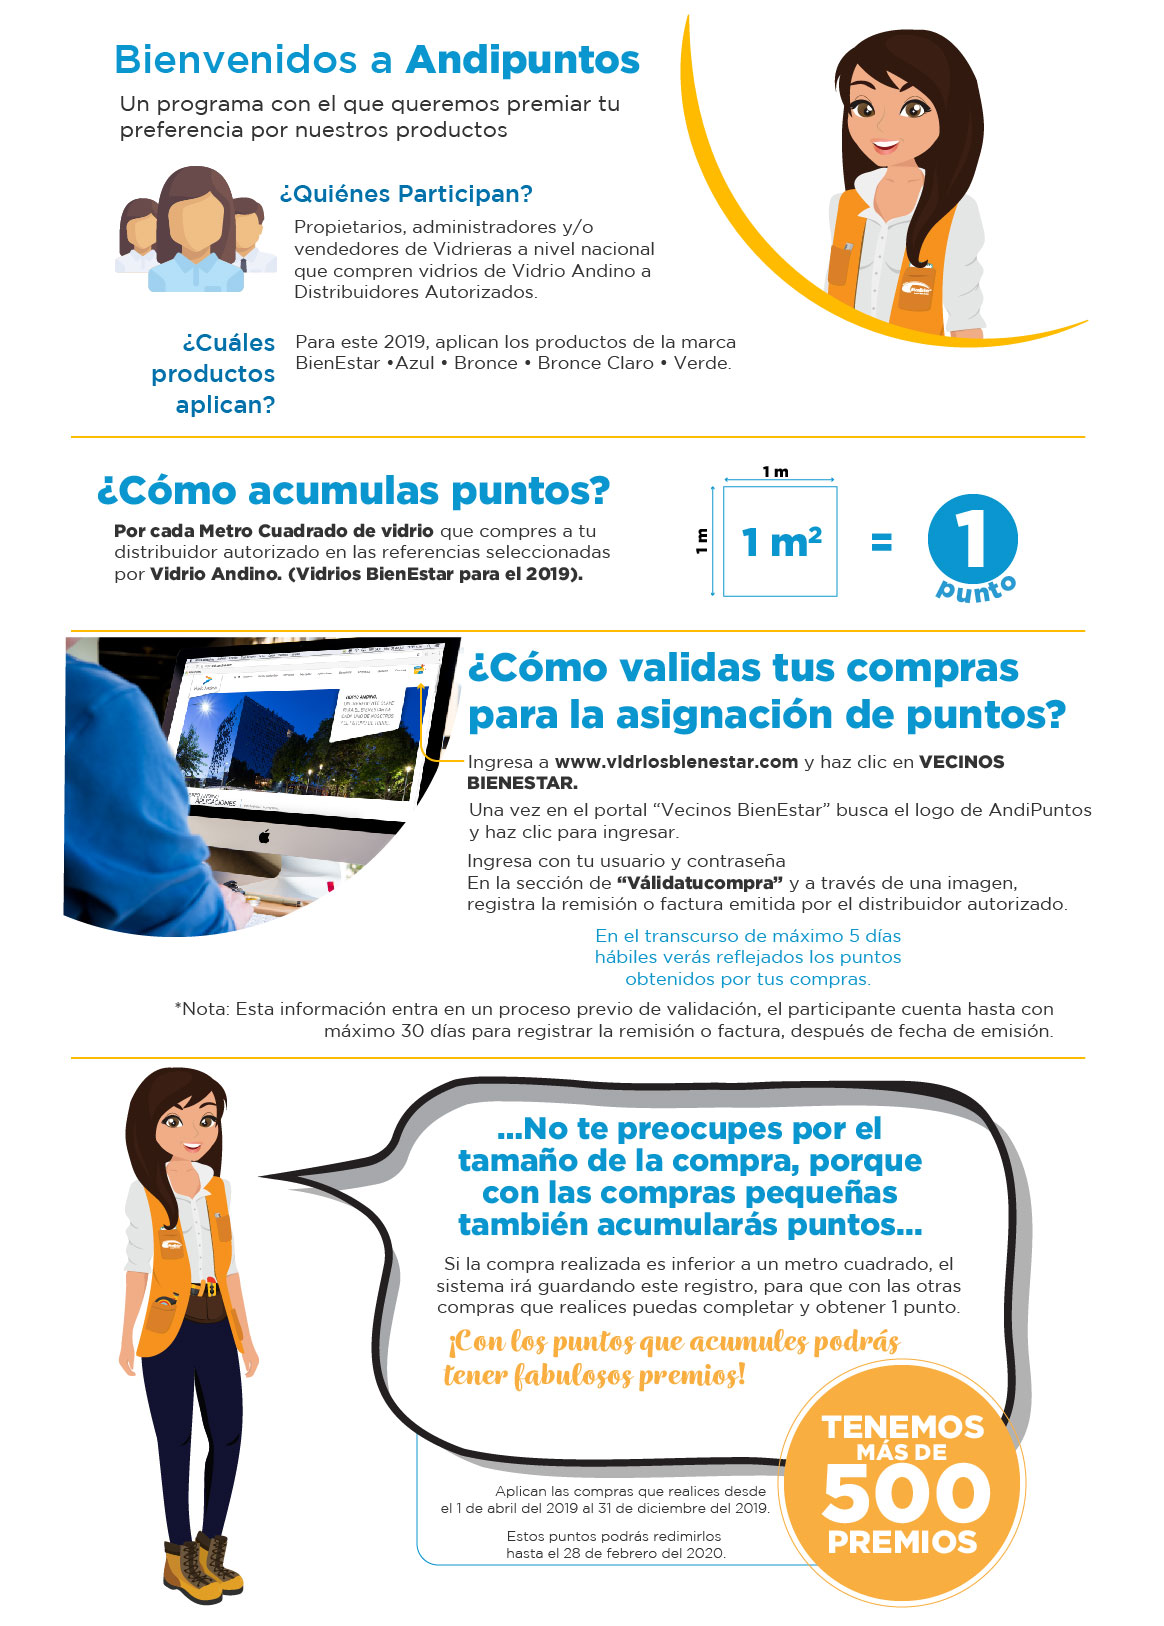 Bienvenidos a Andipuntos
Un programa con el que queremos premiar tu
preferencia por nuestros productos
¿Quiénes Participan?
Propietarios, administradores y/o
vendedores de Vidrieras a nivel nacional
que compren vidrios de Vidrio Andino a
Distribuidores Autorizados.
¿Cuáles
productos
aplican?
Para este 2019, aplican los productos de la marca
BienEstar •Azul • Bronce • Bronce Claro • Verde.
¿Cómo acumulas puntos?
Por cada Metro Cuadrado de vidrio que compres a tu
distribuidor autorizado en las referencias seleccionadas
por Vidrio Andino. (Vidrios BienEstar para el 2019).
1 m
1 m
1 m²
=
1
punto
¿Cómo validas tus compras
para la asignación de puntos?
Ingresa a www.vidriosbienestar.com y haz clic en VECINOS
BIENESTAR.
Una vez en el portal “Vecinos BienEstar” busca el logo de AndiPuntos
y haz clic para ingresar.
Ingresa con tu usuario y contraseña
En la sección de “Válidatucompra” y a través de una imagen,
registra la remisión o factura emitida por el distribuidor autorizado.
En el transcurso de máximo 5 días
hábiles verás reflejados los puntos
obtenidos por tus compras.
*Nota: Esta información entra en un proceso previo de validación, el participante cuenta hasta con
máximo 30 días para registrar la remisión o factura, después de fecha de emisión.
...No te preocupes por el
tamaño de la compra, porque
con las compras pequeñas
también acumularás puntos...
Si la compra realizada es inferior a un metro cuadrado, el
sistema irá guardando este registro, para que con las otras
compras que realices puedas completar y obtener 1 punto.
¡Con los puntos que acumules podrás
tener fabulosos premios!
TENEMOS
MÁS DE
500
PREMIOS
Aplican las compras que realices desde
el 1 de abril del 2019 al 31 de diciembre del 2019.
Estos puntos podrás redimirlos
hasta el 28 de febrero del 2020.